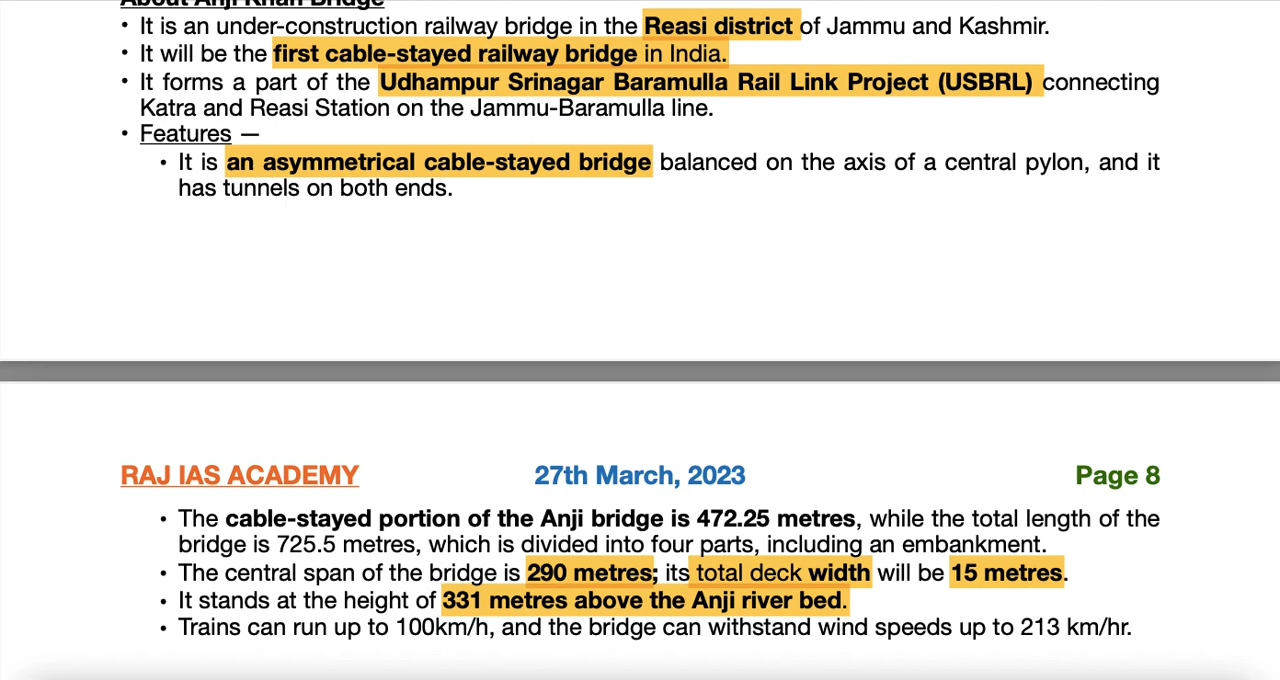 About Anji Khad Bridge
• It is an under-construction railway bridge in the Reasi district of Jammu and Kashmir.
• It will be the first cable-stayed railway bridge in India.
• It forms a part of the Udhampur Srinagar Baramulla Rail Link Project (USBRL) connecting
Katra and Reasi Station on the Jammu-Baramulla line.
• Features —
• It is an asymmetrical cable-stayed bridge balanced on the axis of a central pylon, and it
has tunnels on both ends.
RAJ IAS ACADEMY 27th March, 2023 Page 8
• The cable-stayed portion of the Anji bridge is 472.25 metres, while the total length of the
bridge is 725.5 metres, which is divided into four parts, including an embankment.
• The central span of the bridge is 290 metres; its total deck width will be 15 metres.
• It stands at the height of 331 metres above the Anji river bed.
• Trains can run up to 100km/h, and the bridge can withstand wind speeds up to 213 km/hr.